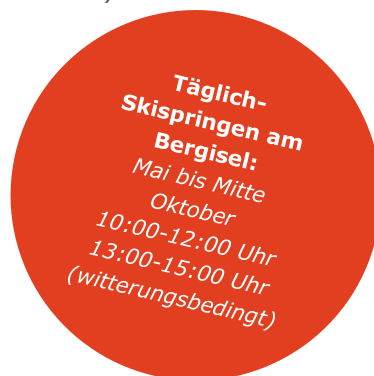 Täglich-
Skispringen am
Bergisel:
Mai bis Mitte
Oktober
10:00-12:00 Uhr
13:00-15:00 Uhr
(witterungsbedingt)